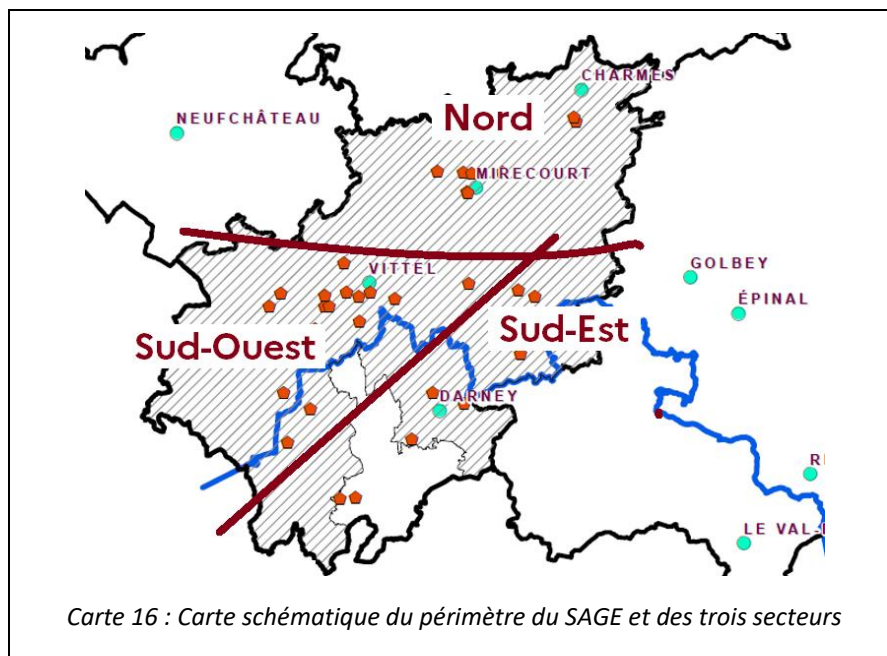 CHARMES
NEUFCHÂTEAU
Nord
MIRECOURT
VITTEL
GOLBEY
ÉPINAL
Sud-Ouest
Sud-Est
DARNEY
LE VAL-
Carte 16 : Carte schématique du périmètre du SAGE et des trois secteurs